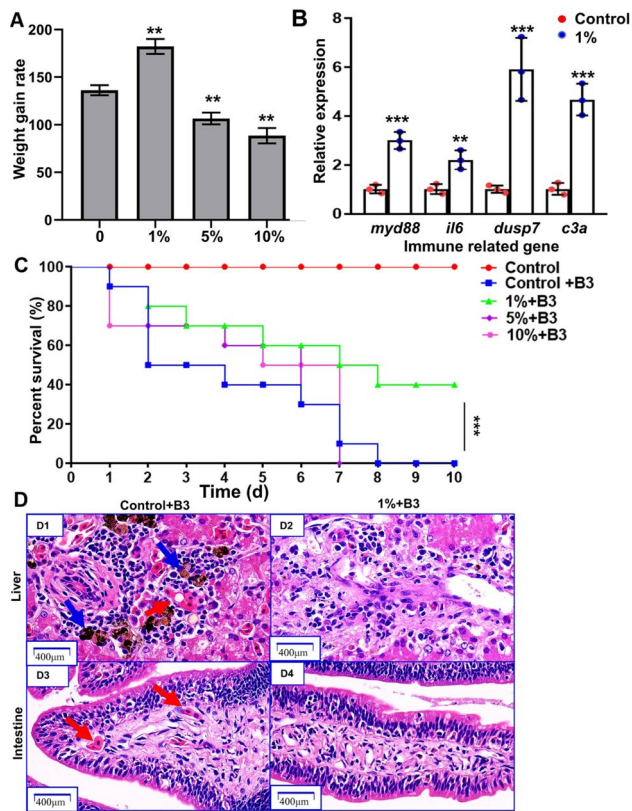 A
Weight gain rate
200
150
100
50
0
**
**
**
0 1% 5% 10%
B
Control
1%
Relative expression
8
6
4
2
0
***
**
***
***
myd88 il6 dusp7 c3a
Immune related gene
C
Percent survival (%)
100
80
60
40
20
0
0 1 2 3 4 5 6 7 8 9 10
Time (d)
Control
Control +B3
1%+B3
5%+B3
10%+B3
***
D
Control+B3
1%+B3
Liver
D1
400μm
D2
400μm
Intestine
D3
400μm
D4
400μm